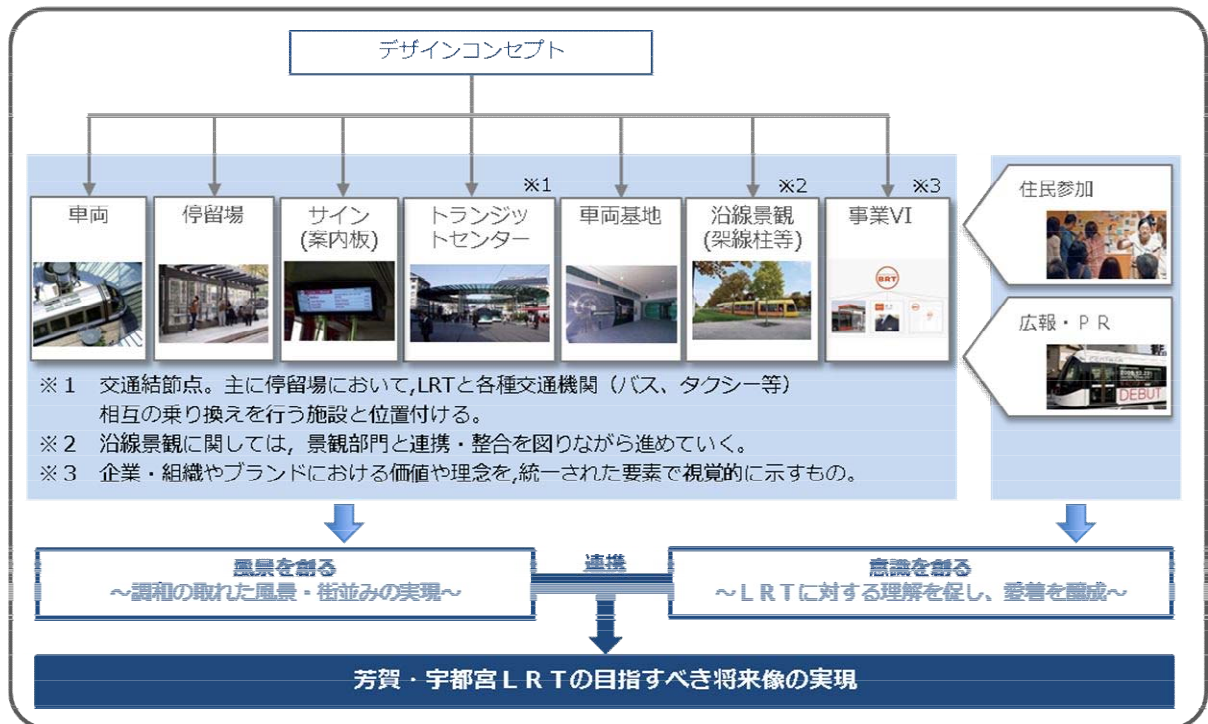 デザインコンセプト
※1
※2
※3
車両
停留場
サイン
(案内板)
トランジッ
トセンター
車両基地
沿線景観
(架線柱等)
事業VI
住民参加
BRT
広報・ＰＲ
DEBUT
※１　交通結節点。主に停留場において,LRTと各種交通機関（バス、タクシー等）
相互の乗り換えを行う施設と位置付ける。
※２　沿線景観に関しては，景観部門と連携・整合を図りながら進めていく。
※３　企業・組織やブランドにおける価値や理念を,統一された要素で視覚的に示すもの。
風景を創る
～調和の取れた風景・街並みの実現～
連携
意識を創る
～ＬＲＴに対する理解を促し、愛着を醸成～
芳賀・宇都宮ＬＲＴの目指すべき将来像の実現